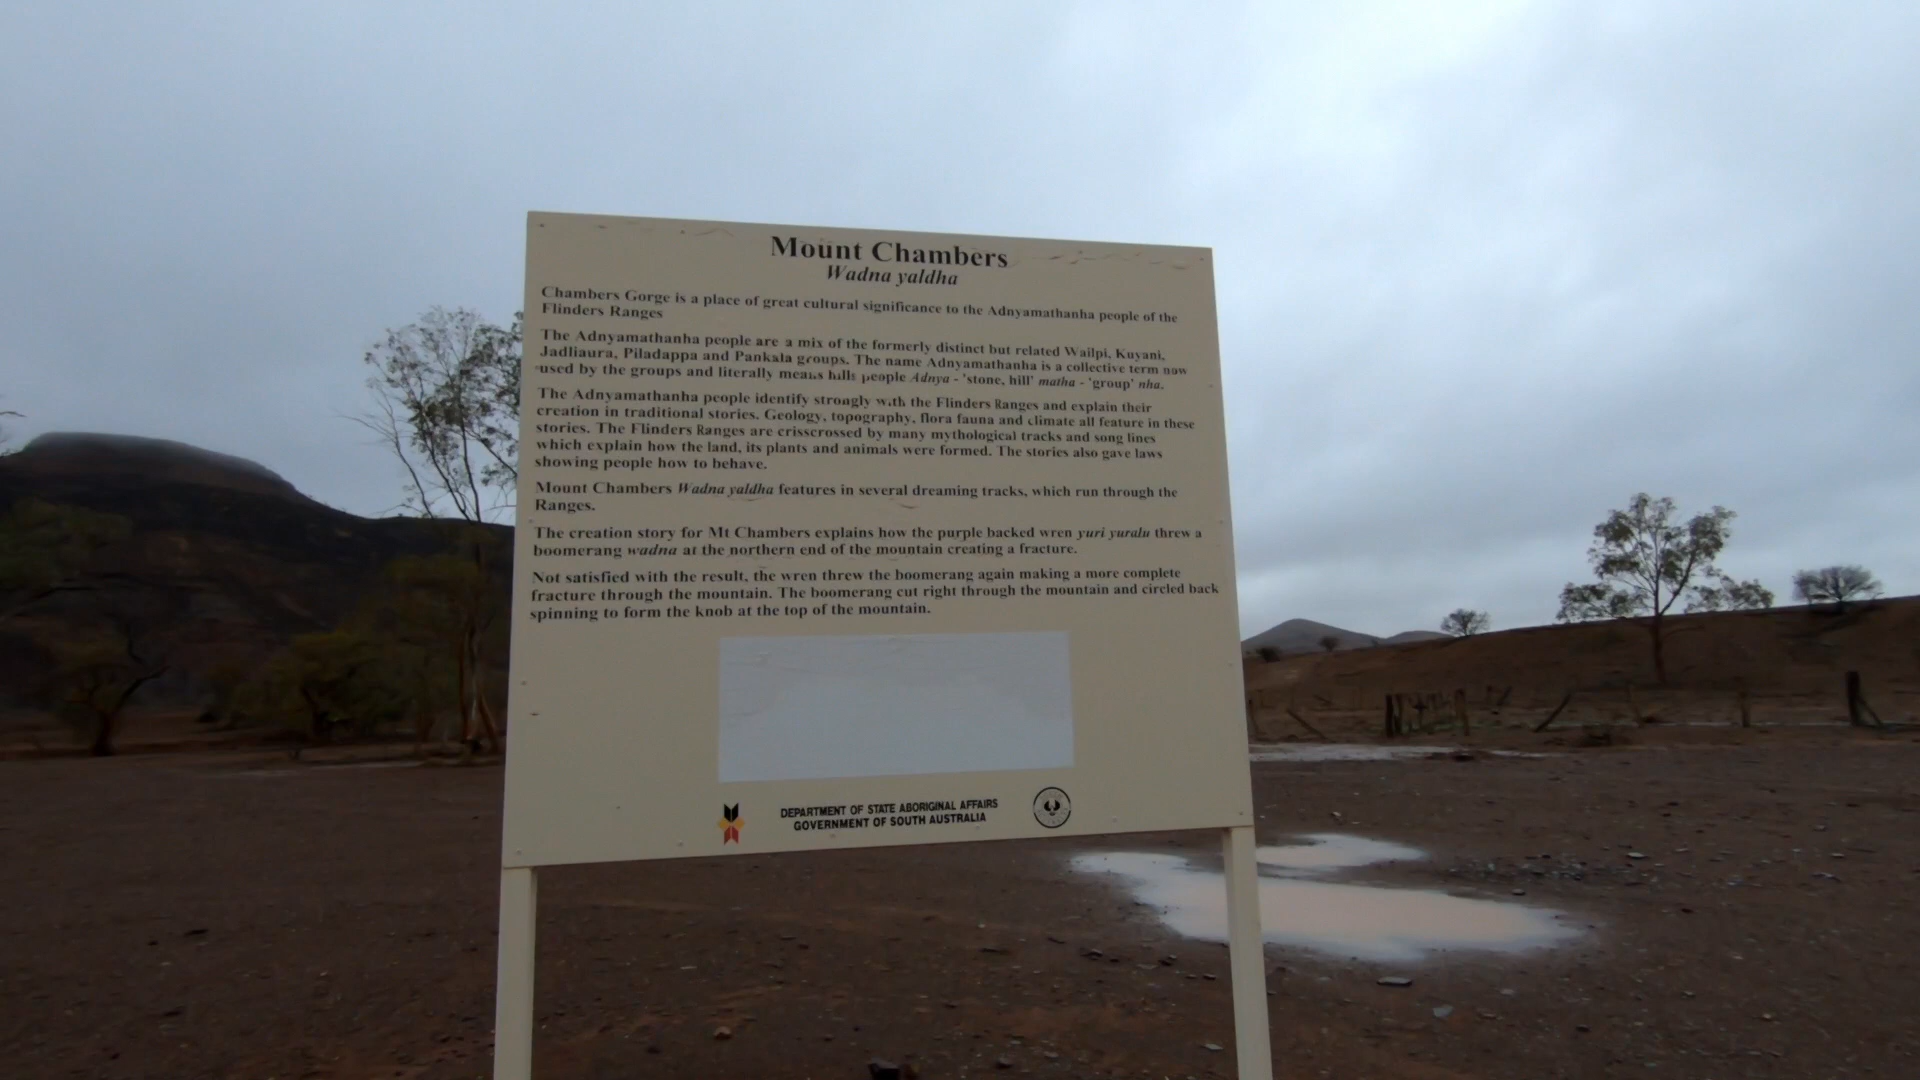 Mount Chambers
Wadna yaldha
Chambers Gorge is a place of great cultural significance to the Adnyamathanha people of the
Flinders Ranges
The Adnyamathanha people are a mix of the formerly distinct but related Wailpi, Kuyani,
Jadliaura, Piladappa and Pankala groups. The name Adnyamathanha is a collective term now
used by the groups and literally means hills people Adnya - 'stone, hill' matha - 'group' nha.
The Adnyamathanha people identify strongly with the Flinders Ranges and explain their
creation in traditional stories. Geology, topography, flora fauna and climate all feature in these
stories. The Flinders Ranges are crisscrossed by many mythological tracks and song lines
which explain how the land, its plants and animals were formed. The stories also gave laws
showing people how to behave.
Mount Chambers Wadna yaldha features in several dreaming tracks, which run through the
Ranges.
The creation story for Mt Chambers explains how the purple backed wren yuri yuralu threw a
boomerang wadna at the northern end of the mountain creating a fracture.
Not satisfied with the result, the wren threw the boomerang again making a more complete
fracture through the mountain. The boomerang cut right through the mountain and circled back
spinning to form the knob at the top of the mountain.
DEPARTMENT OF STATE ABORIGINAL AFFAIRS
GOVERNMENT OF SOUTH AUSTRALIA